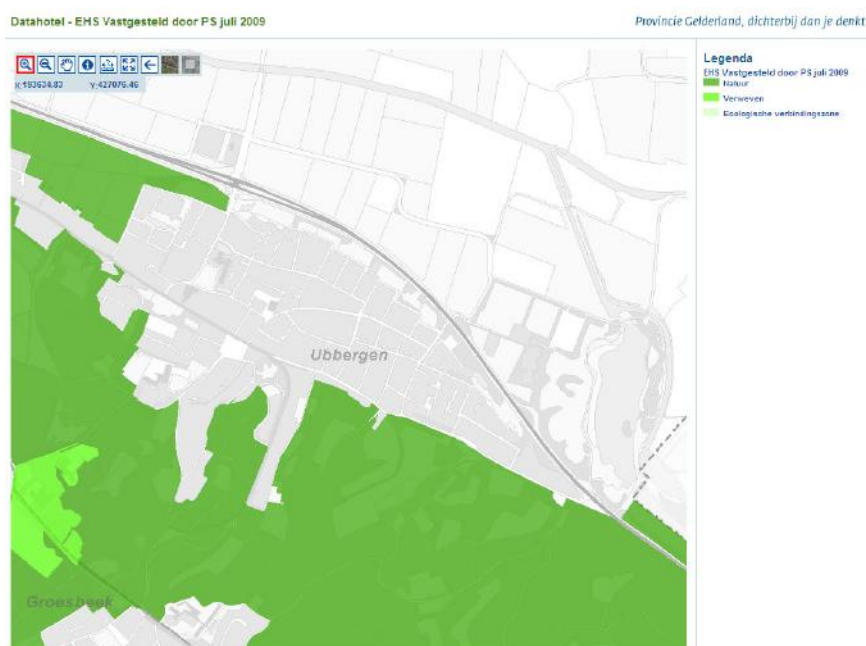 Datahotel - EHS Vastgesteld door PS juli 2009
Provincie Gelderland, dichterbij dan je denkt
X:193634.83 Y:427076.46
Legenda
EHS Vastgesteld door PS juli 2009
Natuur
Verweven
Ecologische verbindingszone
Ubbergen
Groesbeek